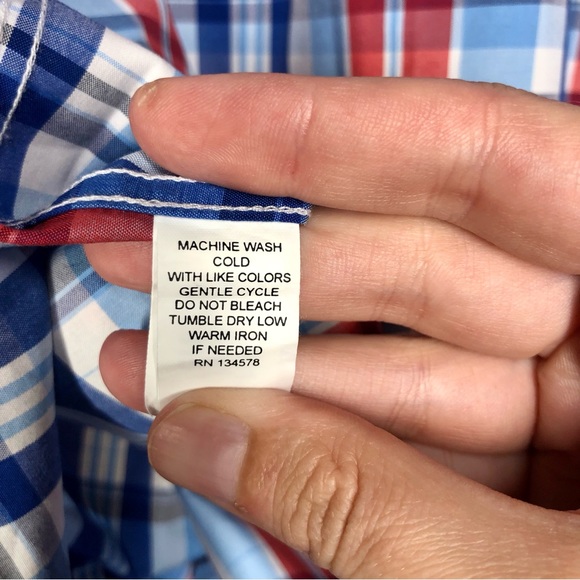 MACHINE WASH
COLD
WITH LIKE COLORS
GENTLE CYCLE
DO NOT BLEACH
TUMBLE DRY LOW
WARM IRON
IF NEEDED
RN 134578